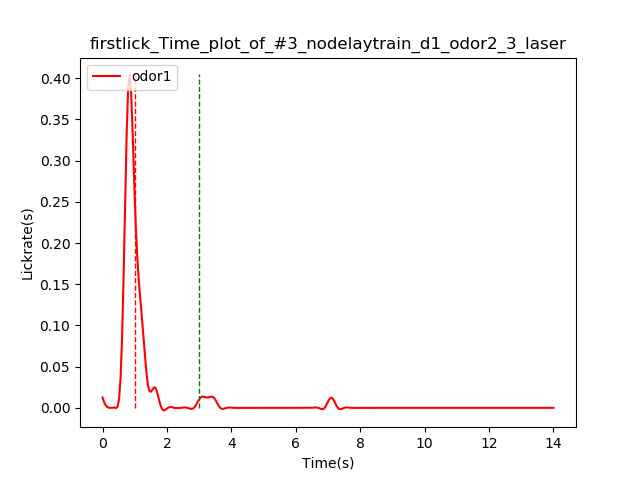 firstlick_Time_plot_of_#3_nodelaytrain_d1_odor2_3_laser
odor1
0.40
0.35
0.30
0.25
0.20
0.15
0.10
0.05
0.00
Lickrate(s)
0 2 4 6 8 10 12 14
Time(s)